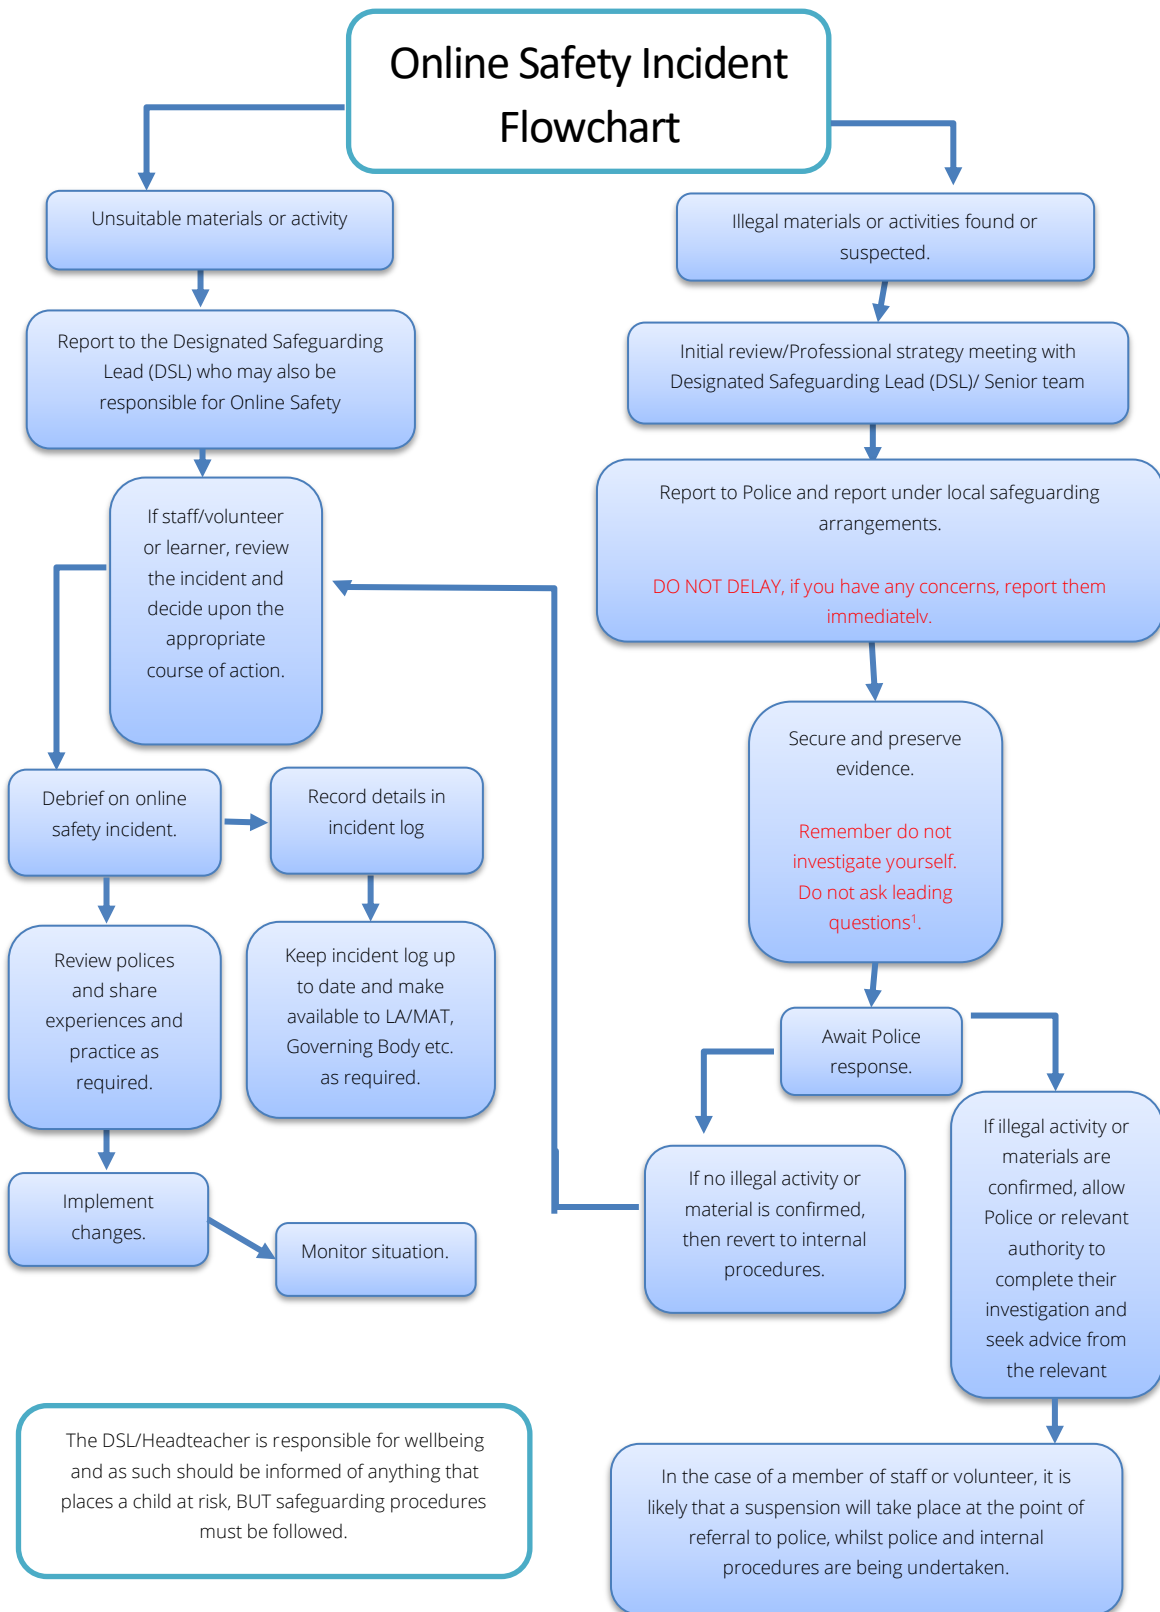 Online Safety Incident
Flowchart
Unsuitable materials or activity
Report to the Designated Safeguarding
Lead (DSL) who may also be
responsible for Online Safety
If staff/volunteer
or learner, review
the incident and
decide upon the
appropriate
course of action.
Debrief on online
safety incident.
Record details in
incident log
Review polices
and share
experiences and
practice as
required.
Keep incident log up
to date and make
available to LA/MAT,
Governing Body etc.
as required.
Implement
changes.
Monitor situation.
The DSL/Headteacher is responsible for wellbeing
and as such should be informed of anything that
places a child at risk, BUT safeguarding procedures
must be followed.
Illegal materials or activities found or
suspected.
Initial review/Professional strategy meeting with
Designated Safeguarding Lead (DSL)/ Senior team
Report to Police and report under local safeguarding
arrangements.
DO NOT DELAY, if you have any concerns, report them
immediately.
Secure and preserve
evidence.
Remember do not
investigate yourself.
Do not ask leading
questions¹.
Await Police
response.
If no illegal activity or
material is confirmed,
then revert to internal
procedures.
If illegal activity or
materials are
confirmed, allow
Police or relevant
authority to
complete their
investigation and
seek advice from
the relevant
In the case of a member of staff or volunteer, it is
likely that a suspension will take place at the point of
referral to police, whilst police and internal
procedures are being undertaken.